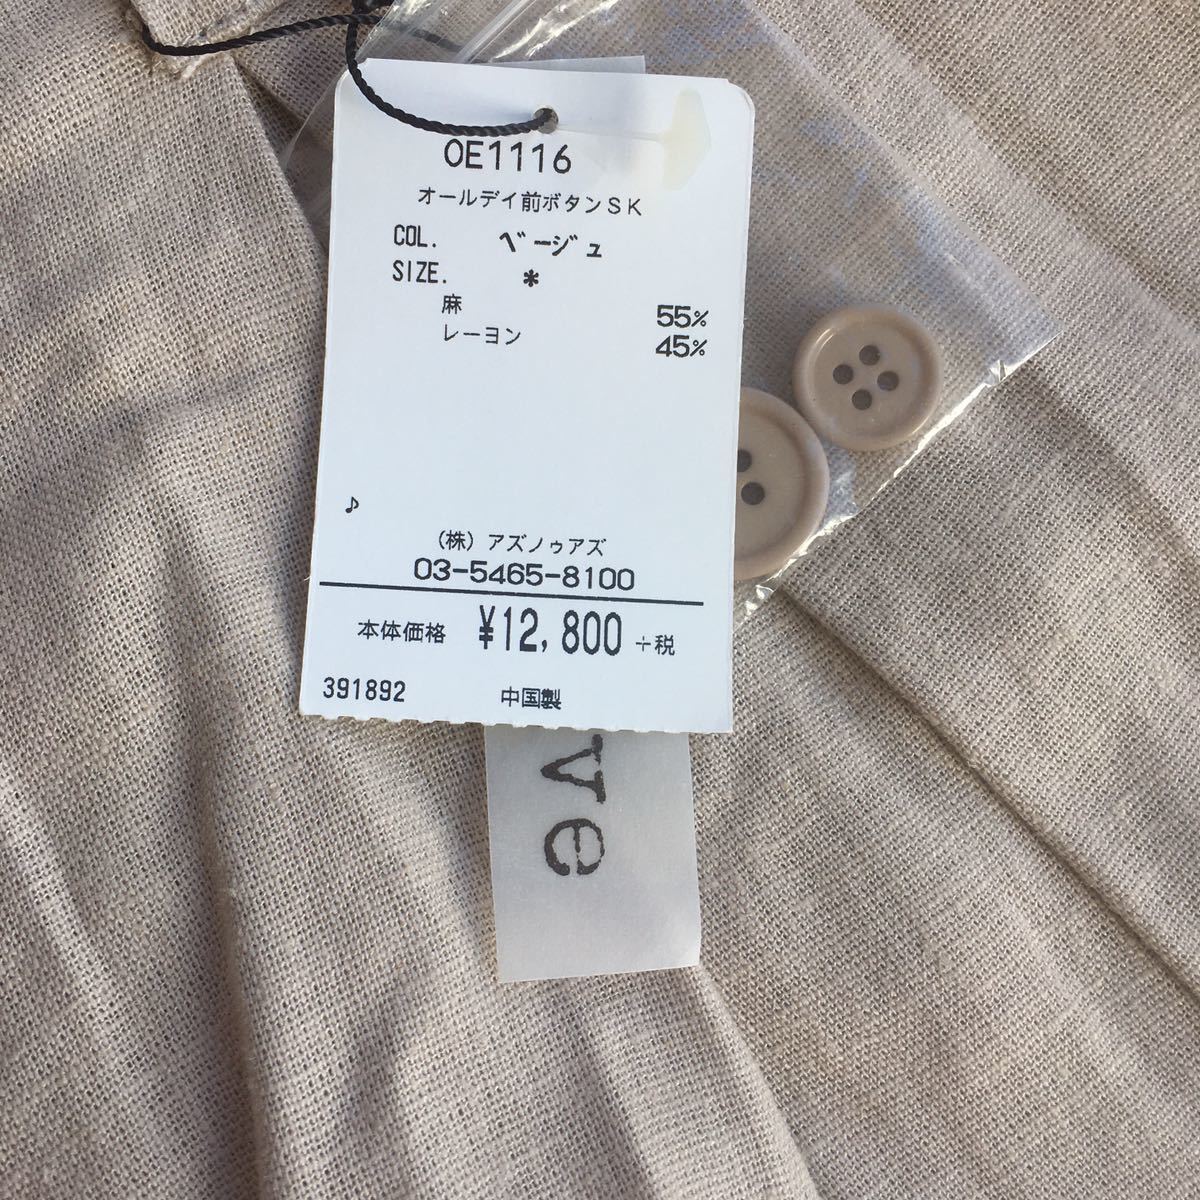 OE1116
オールデイ前ボタンSK
COL. ベージュ
SIZE. *
麻 55%
レーヨン 45%
♪
(株) アズノゥアズ
03-5465-8100
本体価格 ¥12,800 +税
391892 中国製
ve